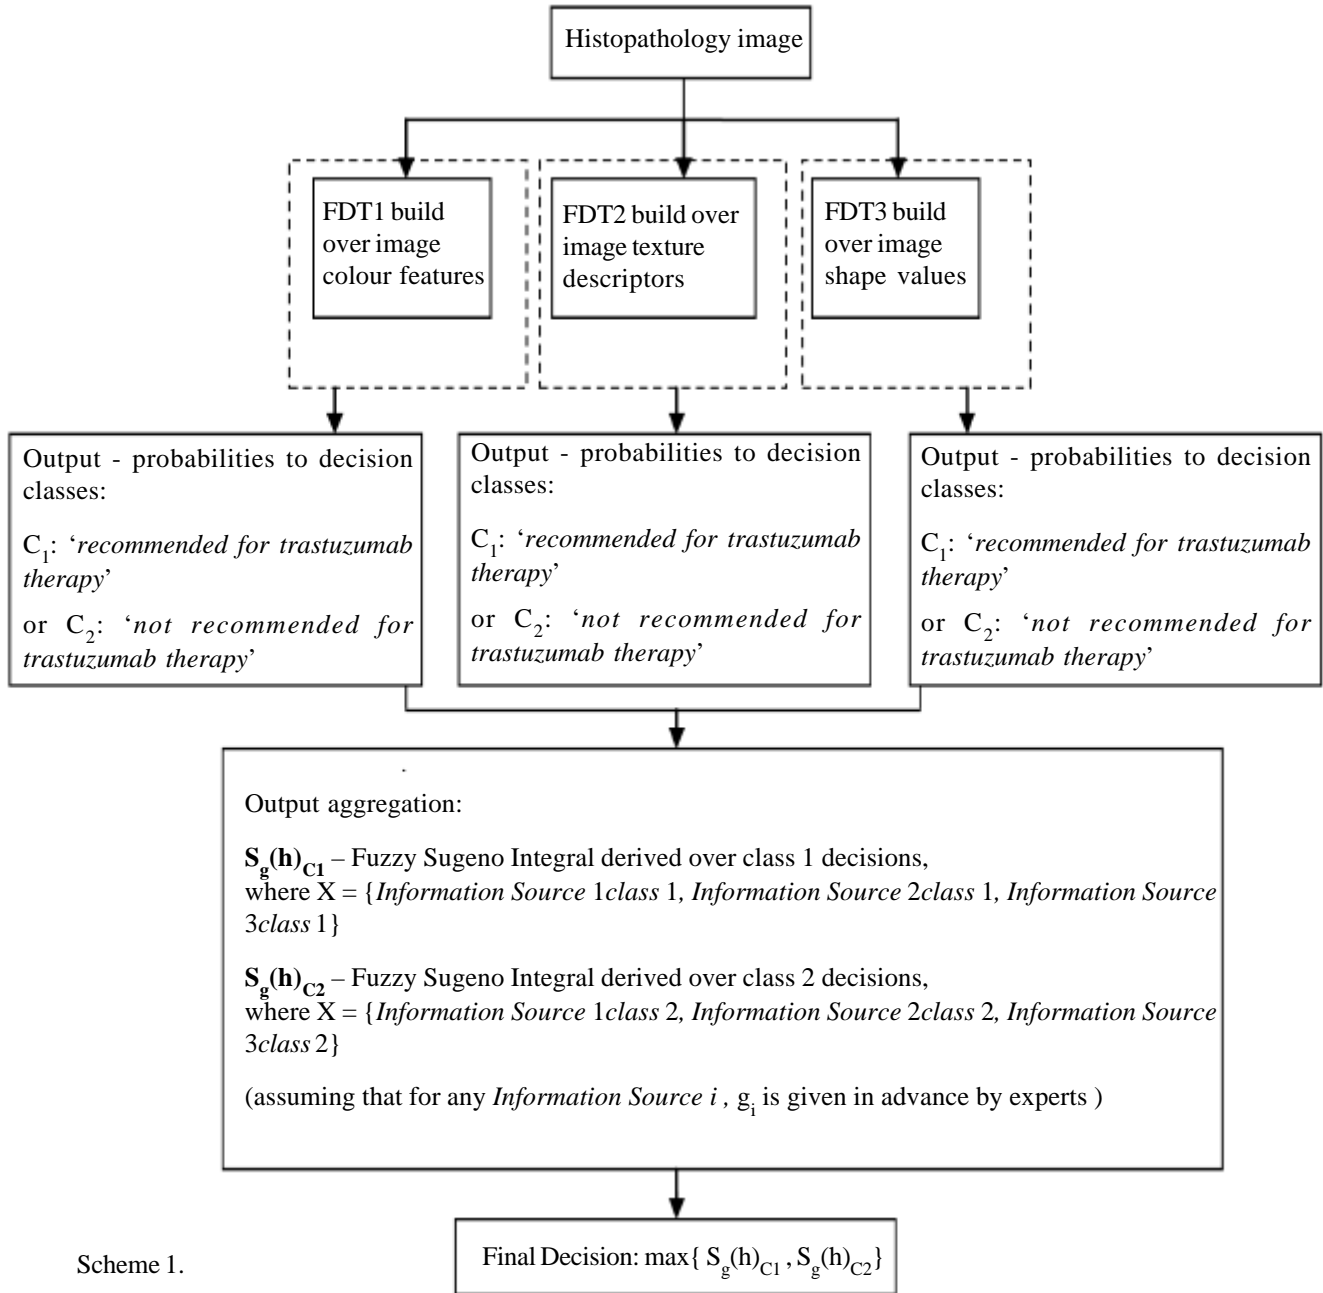 Histopathology image
FDT1 build
over image
colour features
FDT2 build over
image texture
descriptors
FDT3 build
over image
shape values
Output - probabilities to decision
classes:
C1: ‘recommended for trastuzumab
therapy’
or C2: ‘not recommended for
trastuzumab therapy’
Output - probabilities to decision
classes:
C1: ‘recommended for trastuzumab
therapy’
or C2: ‘not recommended for
trastuzumab therapy’
Output - probabilities to decision
classes:
C1: ‘recommended for trastuzumab
therapy’
or C2: ‘not recommended for
trastuzumab therapy’
Output aggregation:
Sg(h)C1 – Fuzzy Sugeno Integral derived over class 1 decisions,
where X = {Information Source 1class 1, Information Source 2class 1, Information Source
3class 1}
Sg(h)C2 – Fuzzy Sugeno Integral derived over class 2 decisions,
where X = {Information Source 1class 2, Information Source 2class 2, Information Source
3class 2}
(assuming that for any Information Source i , gi is given in advance by experts )
Final Decision: max{ Sg(h)C1 , Sg(h)C2}
Scheme 1.